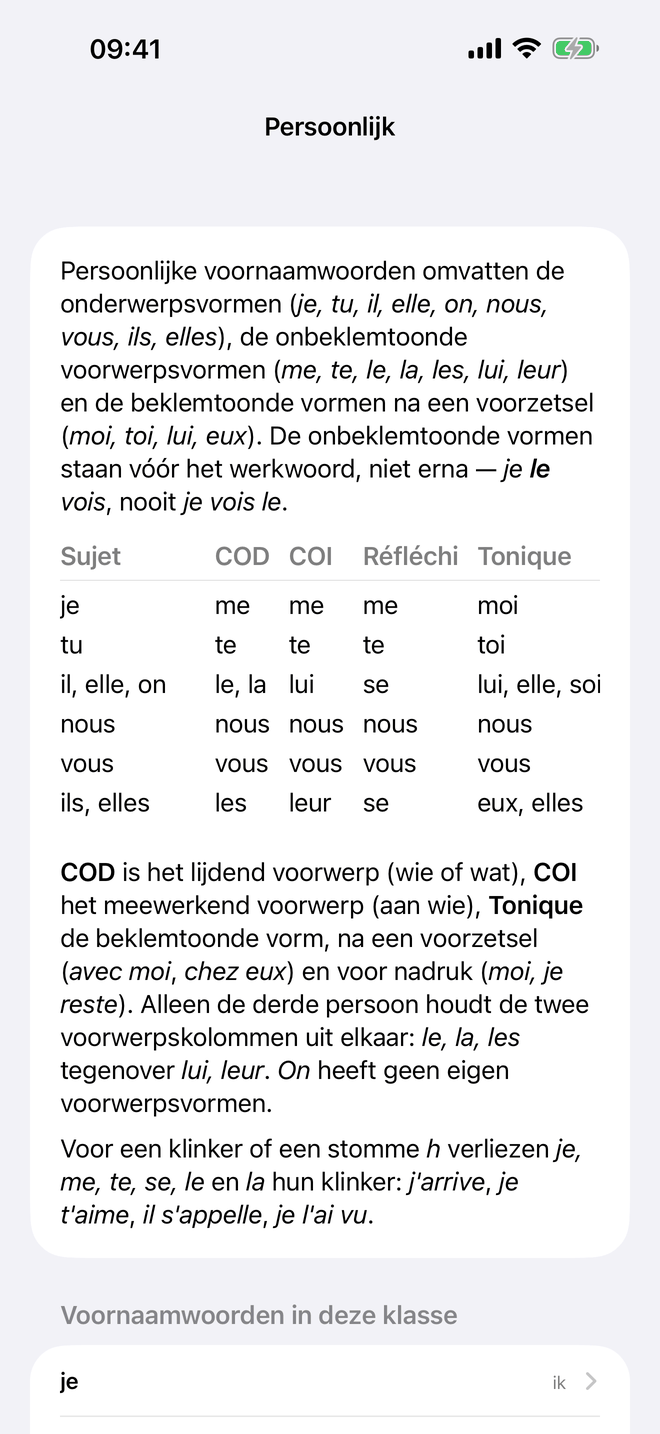 09:41
Persoonlijk
Persoonlijke voornaamwoorden omvatten de
onderwerpsvormen (je, tu, il, elle, on, nous,
vous, ils, elles), de onbeklemtoonde
voorwerpsvormen (me, te, le, la, les, lui, leur)
en de beklemtoonde vormen na een voorzetsel
(moi, toi, lui, eux). De onbeklemtoonde vormen
staan vóór het werkwoord, niet erna — je le
vois, nooit je vois le.
Sujet COD COI Réfléchi Tonique
je me me me moi
tu te te te toi
il, elle, on le, la lui se lui, elle, soi
nous nous nous nous nous
vous vous vous vous vous
ils, elles les leur se eux, elles
COD is het lijdend voorwerp (wie of wat), COI
het meewerkend voorwerp (aan wie), Tonique
de beklemtoonde vorm, na een voorzetsel
(avec moi, chez eux) en voor nadruk (moi, je
reste). Alleen de derde persoon houdt de twee
voorwerpskolommen uit elkaar: le, la, les
tegenover lui, leur. On heeft geen eigen
voorwerpsvormen.
Voor een klinker of een stomme h verliezen je,
me, te, se, le en la hun klinker: j'arrive, je
t'aime, il s'appelle, je l'ai vu.
Voornaamwoorden in deze klasse
je ik